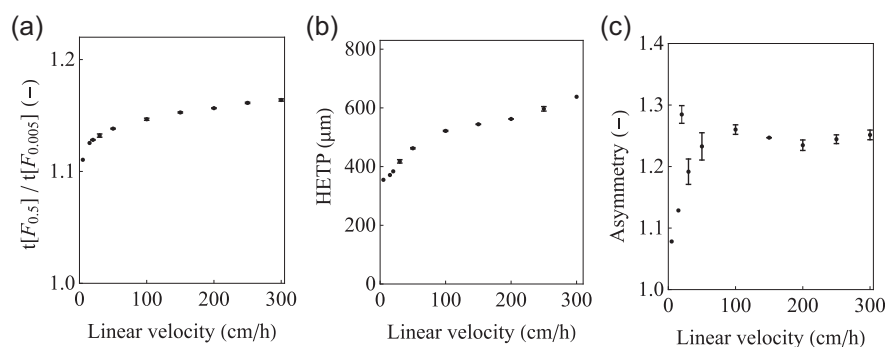 (a)
t[F0.5] / t[F0.005] (–)
1.2
1.1
1.0
0
100
200
300
Linear velocity (cm/h)
(b)
HETP (μm)
800
600
400
200
0
0
100
200
300
Linear velocity (cm/h)
(c)
Asymmetry (–)
1.4
1.3
1.2
1.1
1.0
0
100
200
300
Linear velocity (cm/h)